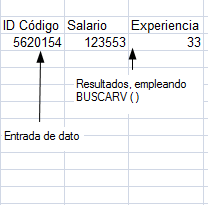 ID Código Salario Experiencia
5620154 123553 33
Resultados, empleando
BUSCARV ( )
Entrada de dato